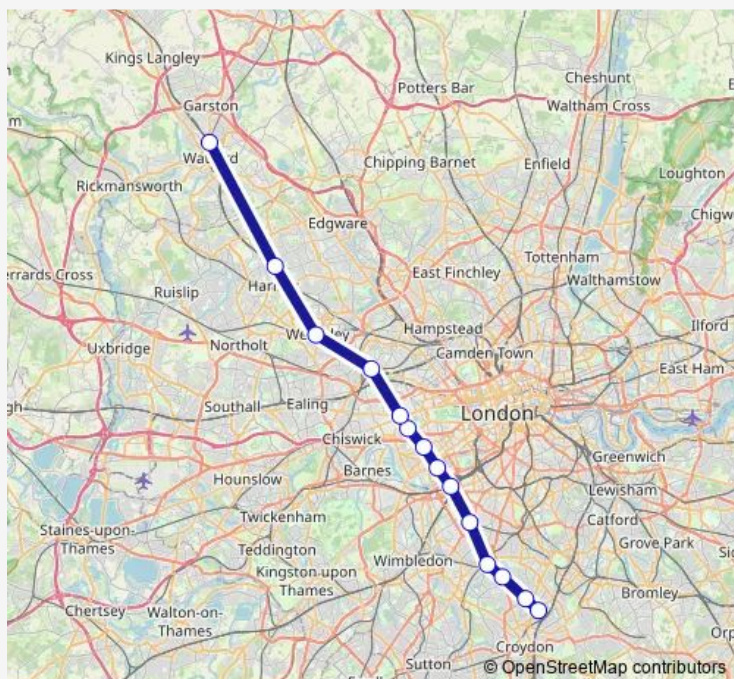 Kings Langley
Cheshunt
Potters Bar
Garston
Waltham Cross
Watford
Chipping Barnet
Enfield
Loughton
Rickmansworth
Edgware
Tottenham
errards Cross
East Finchley
Walthamstow
Ruislip
Hampstead
Ilford
Uxbridge
Northolt
Camden Town
East Ham
Southall
Ealing
London
Chiswick
Barnes
Greenwich
Hounslow
Lewisham
Twickenham
Catford
Staines-upon-
Thames
Grove Park
Teddington
Wimbledon
Kingston upon
Thames
Bromley
Chertsey
Walton-on-
Thames
Croydon
Sutton
© OpenStreetMap contributors